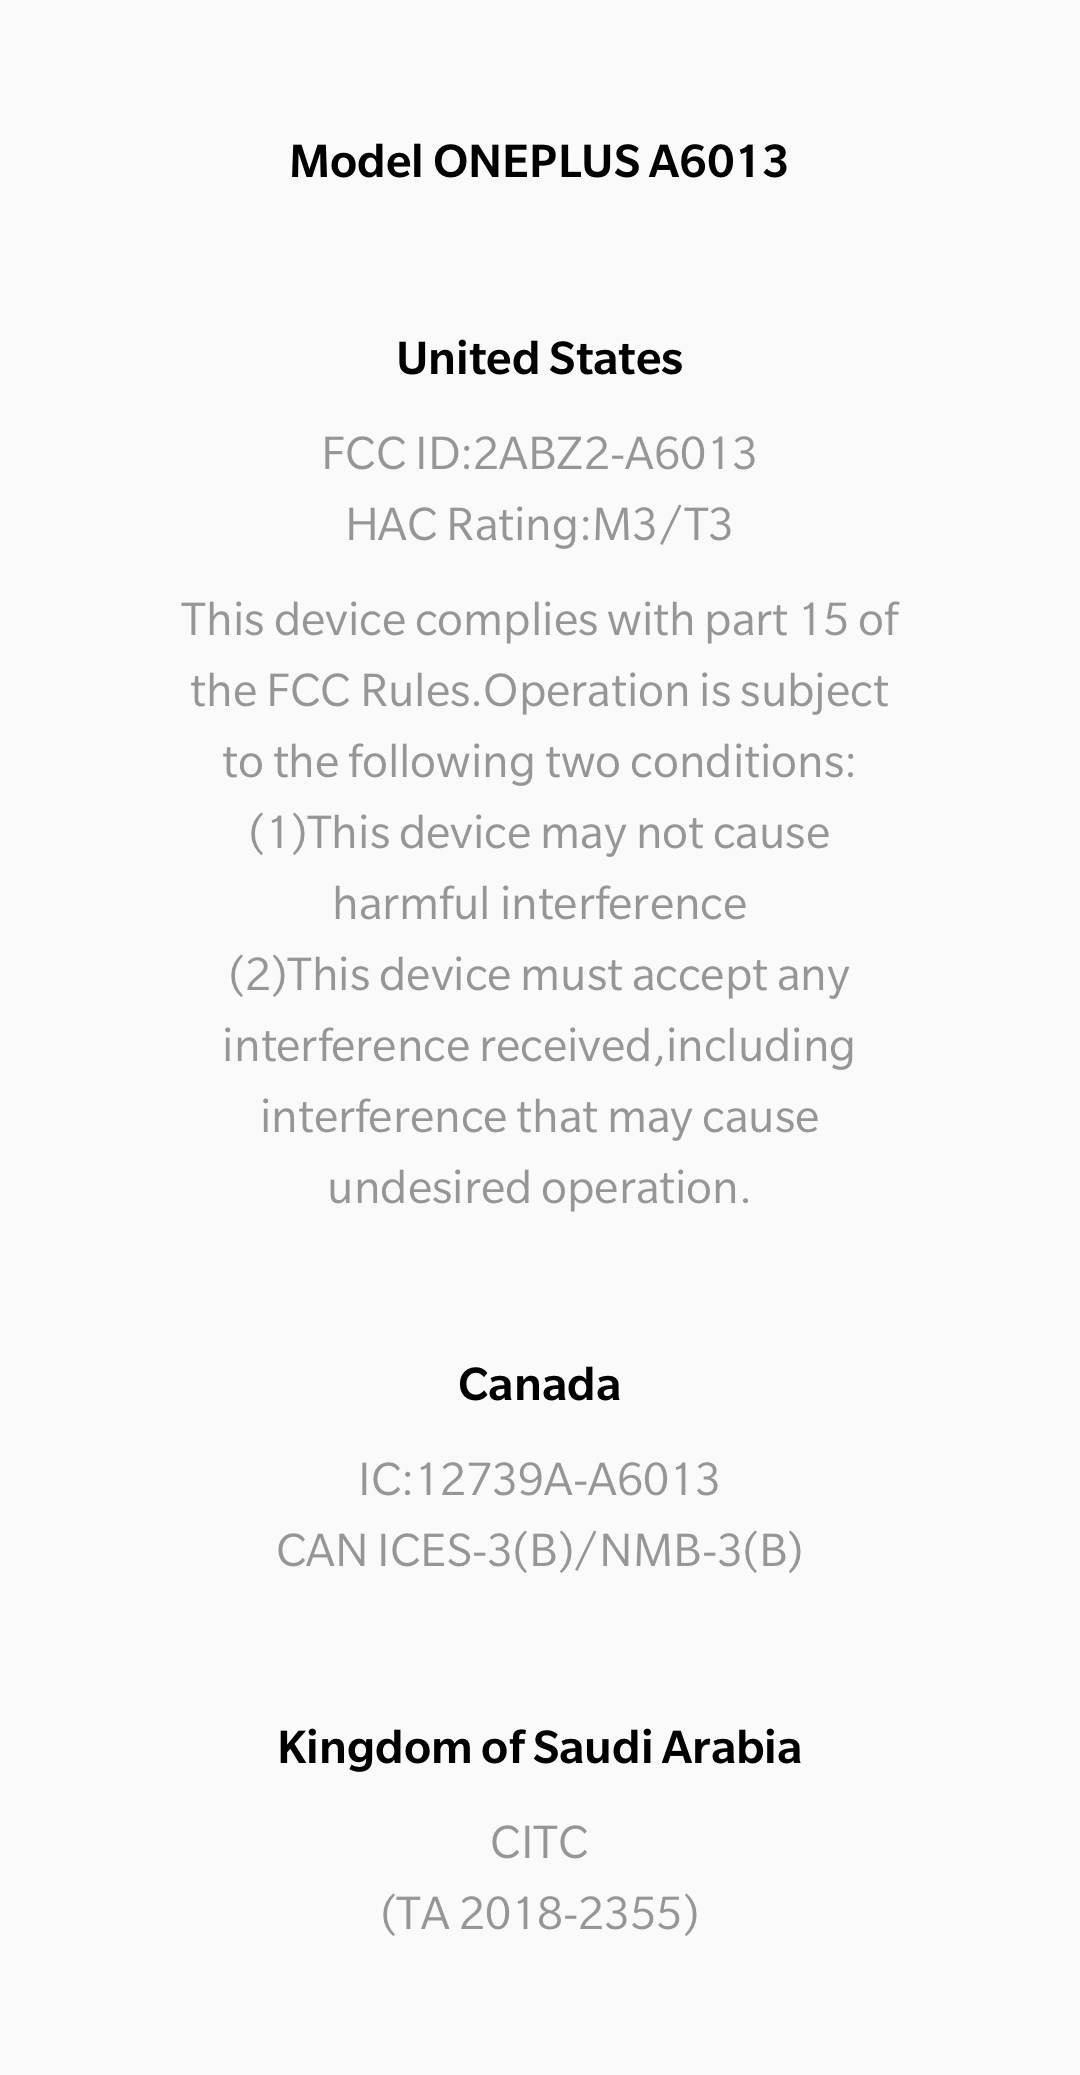 Model ONEPLUS A6013
United States
FCC ID:2ABZ2-A6013
HAC Rating:M3/T3
This device complies with part 15 of
the FCC Rules.Operation is subject
to the following two conditions:
(1)This device may not cause
harmful interference
(2)This device must accept any
interference received,including
interference that may cause
undesired operation.
Canada
IC:12739A-A6013
CAN ICES-3(B)/NMB-3(B)
Kingdom of Saudi Arabia
CITC
(TA 2018-2355)